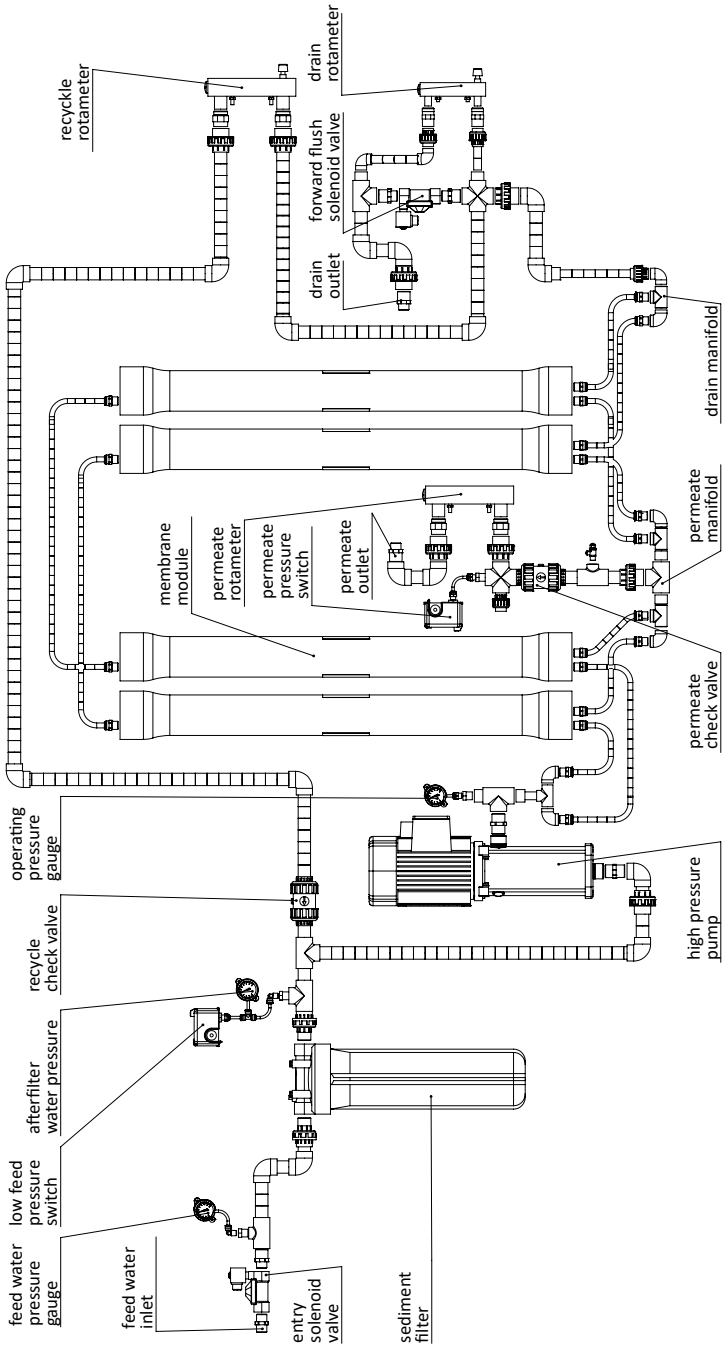 feed water
pressure
gauge
low feed
pressure
switch
afterfilter
water pressure
recycle
check valve
operating
pressure
gauge
recyckle
rotameter
feed water
inlet
membrane
module
permeate
rotameter
permeate
pressure
switch
permeate
outlet
drain
outlet
forward flush
solenoid valve
drain
rotameter
entry
solenoid
valve
sediment
filter
high pressure
pump
permeate
check valve
permeate
manifold
drain manifold